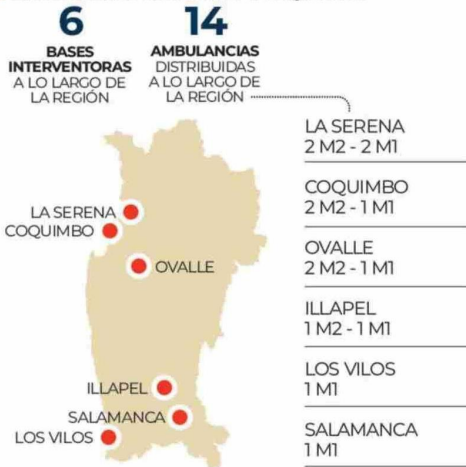 6
BASES
INTERVENTORAS
A LO LARGO DE
LA REGIÓN
14
AMBULANCIAS
DISTRIBUIDAS
A LO LARGO DE
LA REGIÓN
LA SERENA
COQUIMBO
OVALLE
ILLAPEL
SALAMANCA
LOS VILOS
LA SERENA
2 M2 - 2 M1
COQUIMBO
2 M2 - 1 M1
OVALLE
2 M2 - 1 M1
ILLAPEL
1 M2 - 1 M1
LOS VILOS
1 M1
SALAMANCA
1 M1